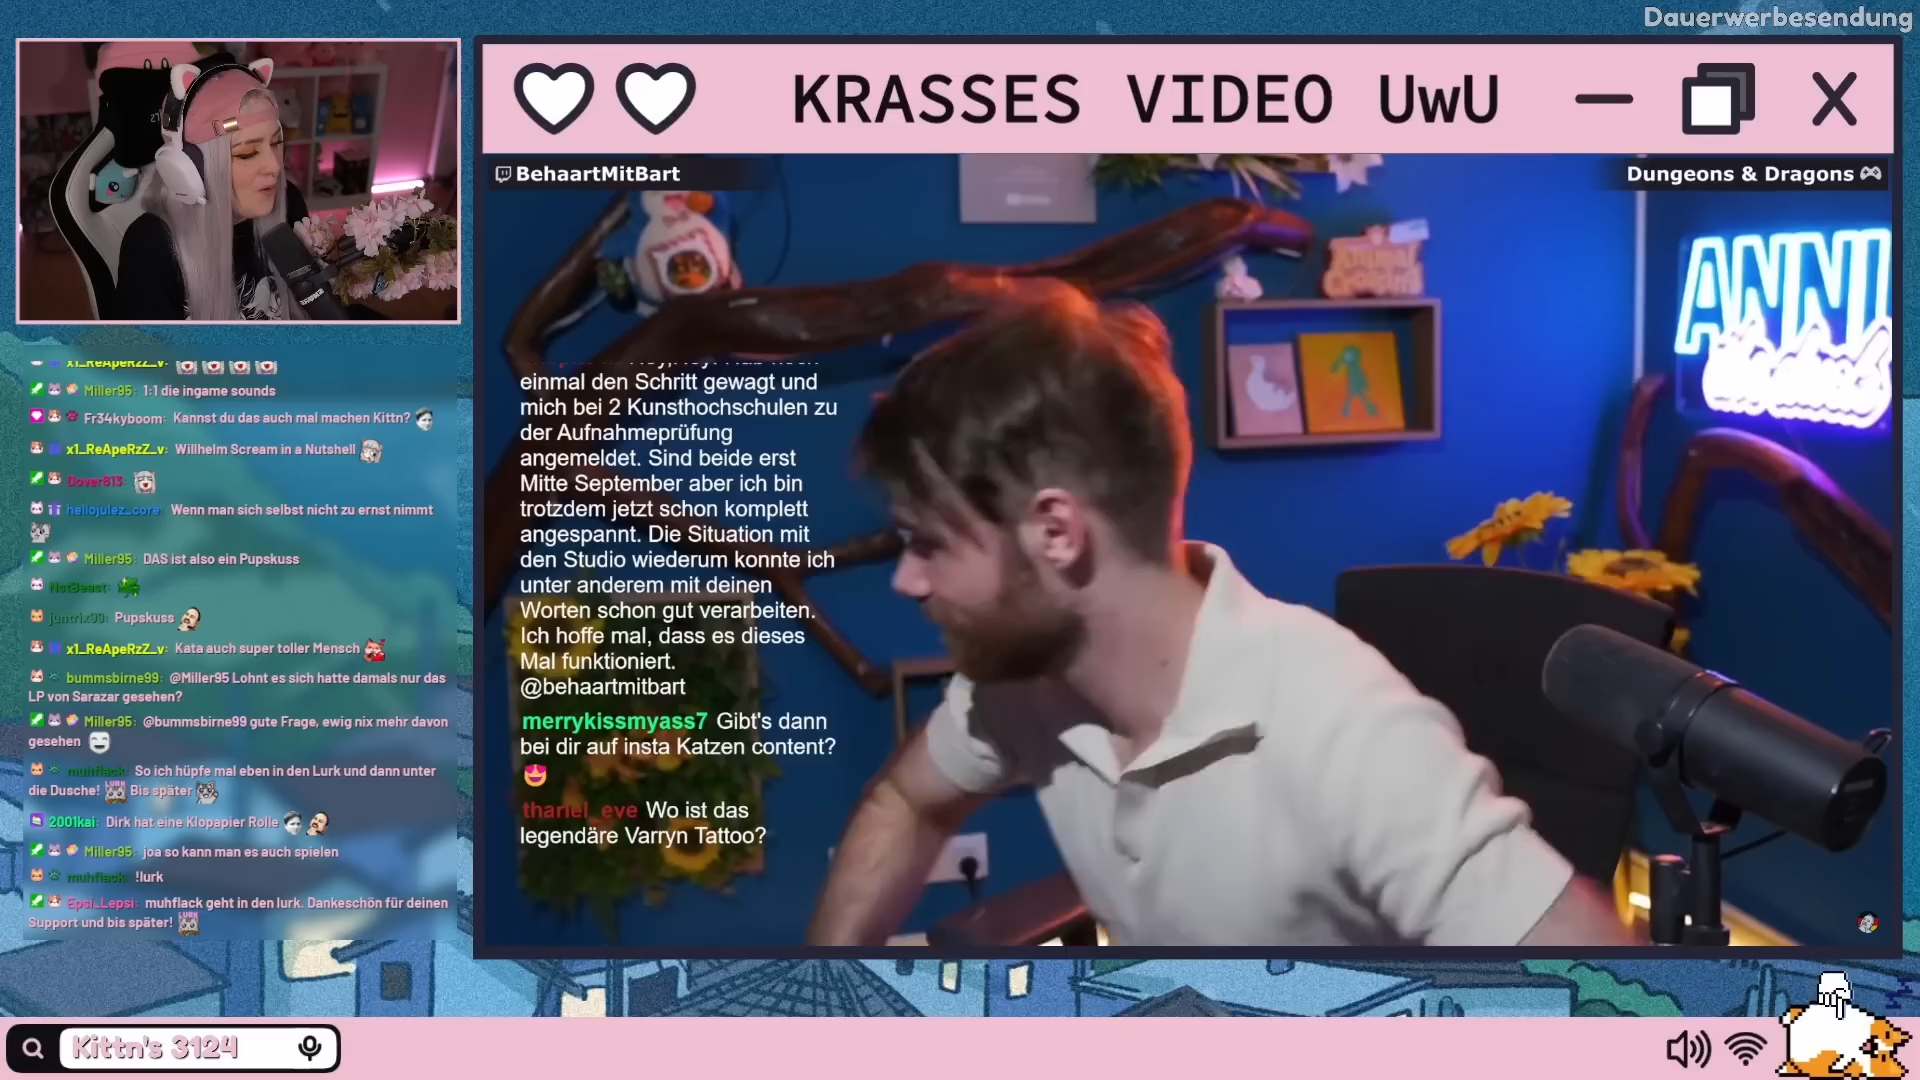 Dauerwerbesendung
KRASSES VIDEO UwU
BehaartMitBart
Dungeons & Dragons
ANNI
Animal
Crossing
einmal den Schritt gewagt und
mich bei 2 Kunsthochschulen zu
der Aufnahmeprüfung
angemeldet. Sind beide erst
Mitte September aber ich bin
trotzdem jetzt schon komplett
angespannt. Die Situation mit
den Studio wiederum konnte ich
unter anderem mit deinen
Worten schon gut verarbeiten.
Ich hoffe mal, dass es dieses
Mal funktioniert.
@behaartmitbart
merrykissmyass7 Gibt's dann
bei dir auf insta Katzen content?
😍
thariel_eve Wo ist das
legendäre Varryn Tattoo?
x1_ReApeRzZ_v:
Miller95: 1:1 die ingame sounds
Fr34kyboom: Kannst du das auch mal machen Kittn?
x1_ReApeRzZ_v: Willhelm Scream in a Nutshell
Dover813:
hellojulez_core: Wenn man sich selbst nicht zu ernst nimmt
Miller95: DAS ist also ein Pupskuss
NotBeast:
juntrix99: Pupskuss
x1_ReApeRzZ_v: Kata auch super toller Mensch
bummsbirne99: @Miller95 Lohnt es sich hatte damals nur das
LP von Sarazar gesehen?
Miller95: @bummsbirne99 gute Frage, ewig nix mehr davon
gesehen
muhflack: So ich hüpfe mal eben in den Lurk und dann unter
die Dusche! LURK Bis später
2001kai: Dirk hat eine Klopapier Rolle
Miller95: joa so kann man es auch spielen
muhflack: !lurk
Epsi_Lepsi: muhflack geht in den lurk. Dankeschön für deinen
Support und bis später! LURK
Kittn's 3124